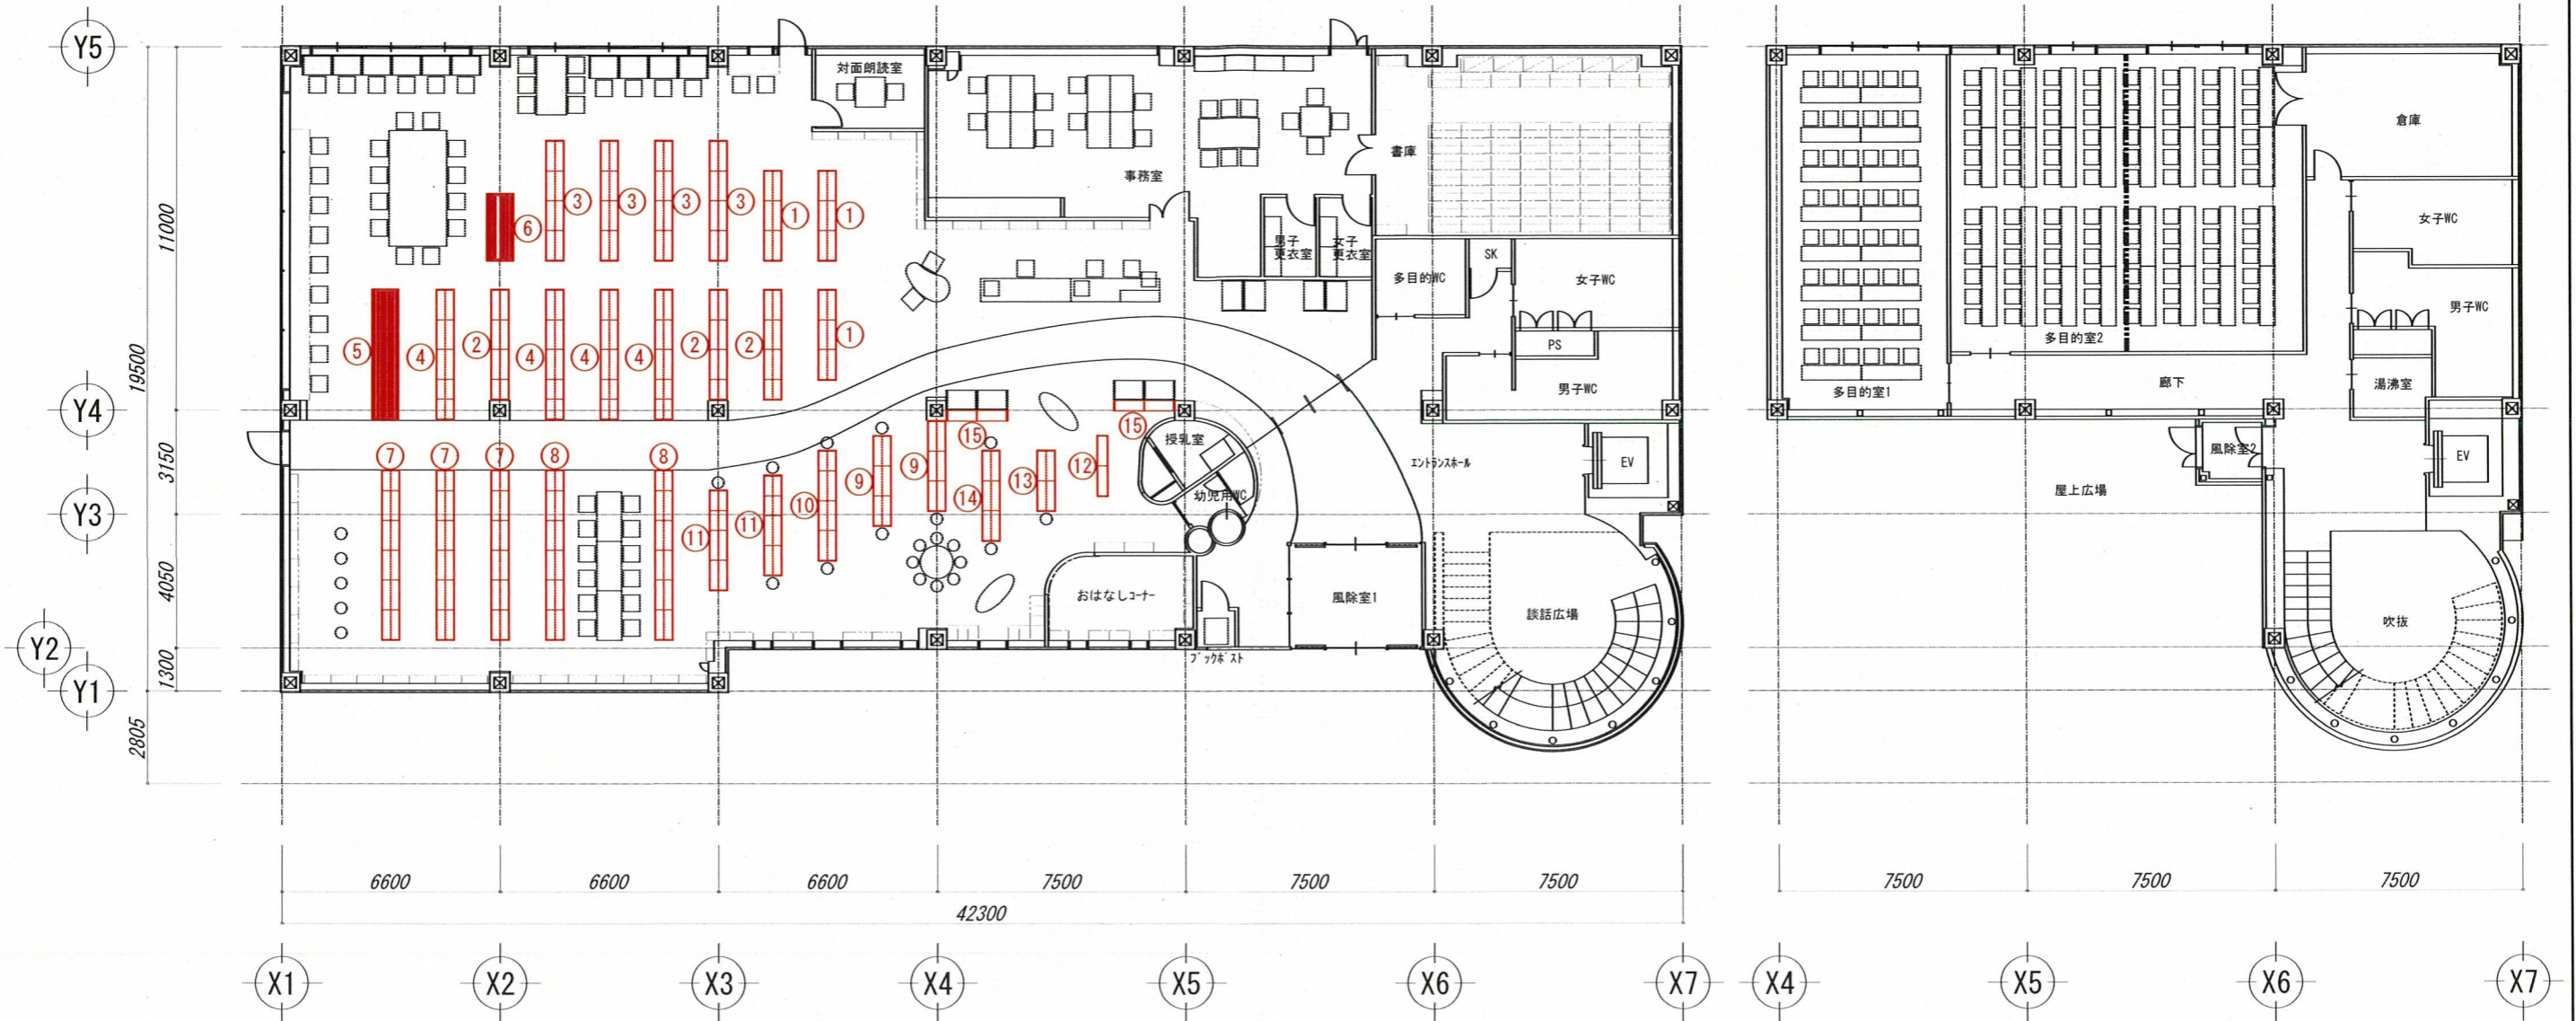 Y5
対面朗読室
事務室
書庫
倉庫
女子WC
③ ③ ③ ③ ① ①
⑥
11000
男子
更衣室
女子
更衣室
多目的WC
SK
女子WC
男子WC
PS
多目的室2
19500
⑤ ④ ② ④ ④ ④ ② ② ①
男子WC
多目的室1
廊下
湯沸室
Y4
3150
⑦ ⑦ ⑦ ⑧ ⑧
⑮
⑮
授乳室
エントランスホール
EV
風除室2
EV
⑨ ⑨ ⑫
⑩ ⑭ ⑬
幼児用WC
屋上広場
Y3
⑪ ⑪
4050
おはなしコーナー
風除室1
談話広場
吹抜
Y2
1300
ブックポスト
Y1
2805
6600 6600 6600 7500 7500 7500 7500 7500 7500
42300
X1 X2 X3 X4 X5 X6 X7 X4 X5 X6 X7